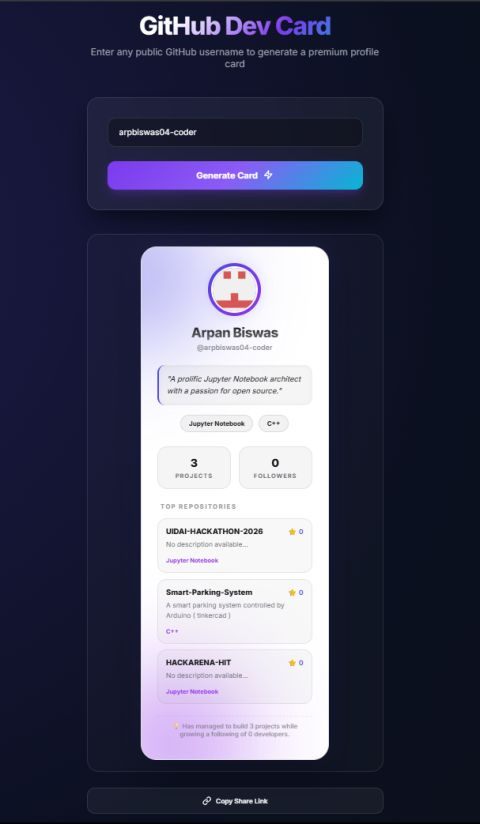 GitHub Dev Card
Enter any public GitHub username to generate a premium profile
card
arpbiswas04-coder
Generate Card
Arpan Biswas
@arpbiswas04-coder
"A prolific Jupyter Notebook architect
with a passion for open source."
Jupyter Notebook C++
3 0
PROJECTS FOLLOWERS
TOP REPOSITORIES
UIDAI-HACKATHON-2026 ⭐ 0
No description available...
Jupyter Notebook
Smart-Parking-System ⭐ 0
A smart parking system controlled by
Arduino ( tinkercad )
C++
HACKARENA-HIT ⭐ 0
No description available...
Jupyter Notebook
💡 Has managed to build 3 projects while
growing a following of 0 developers.
Copy Share Link